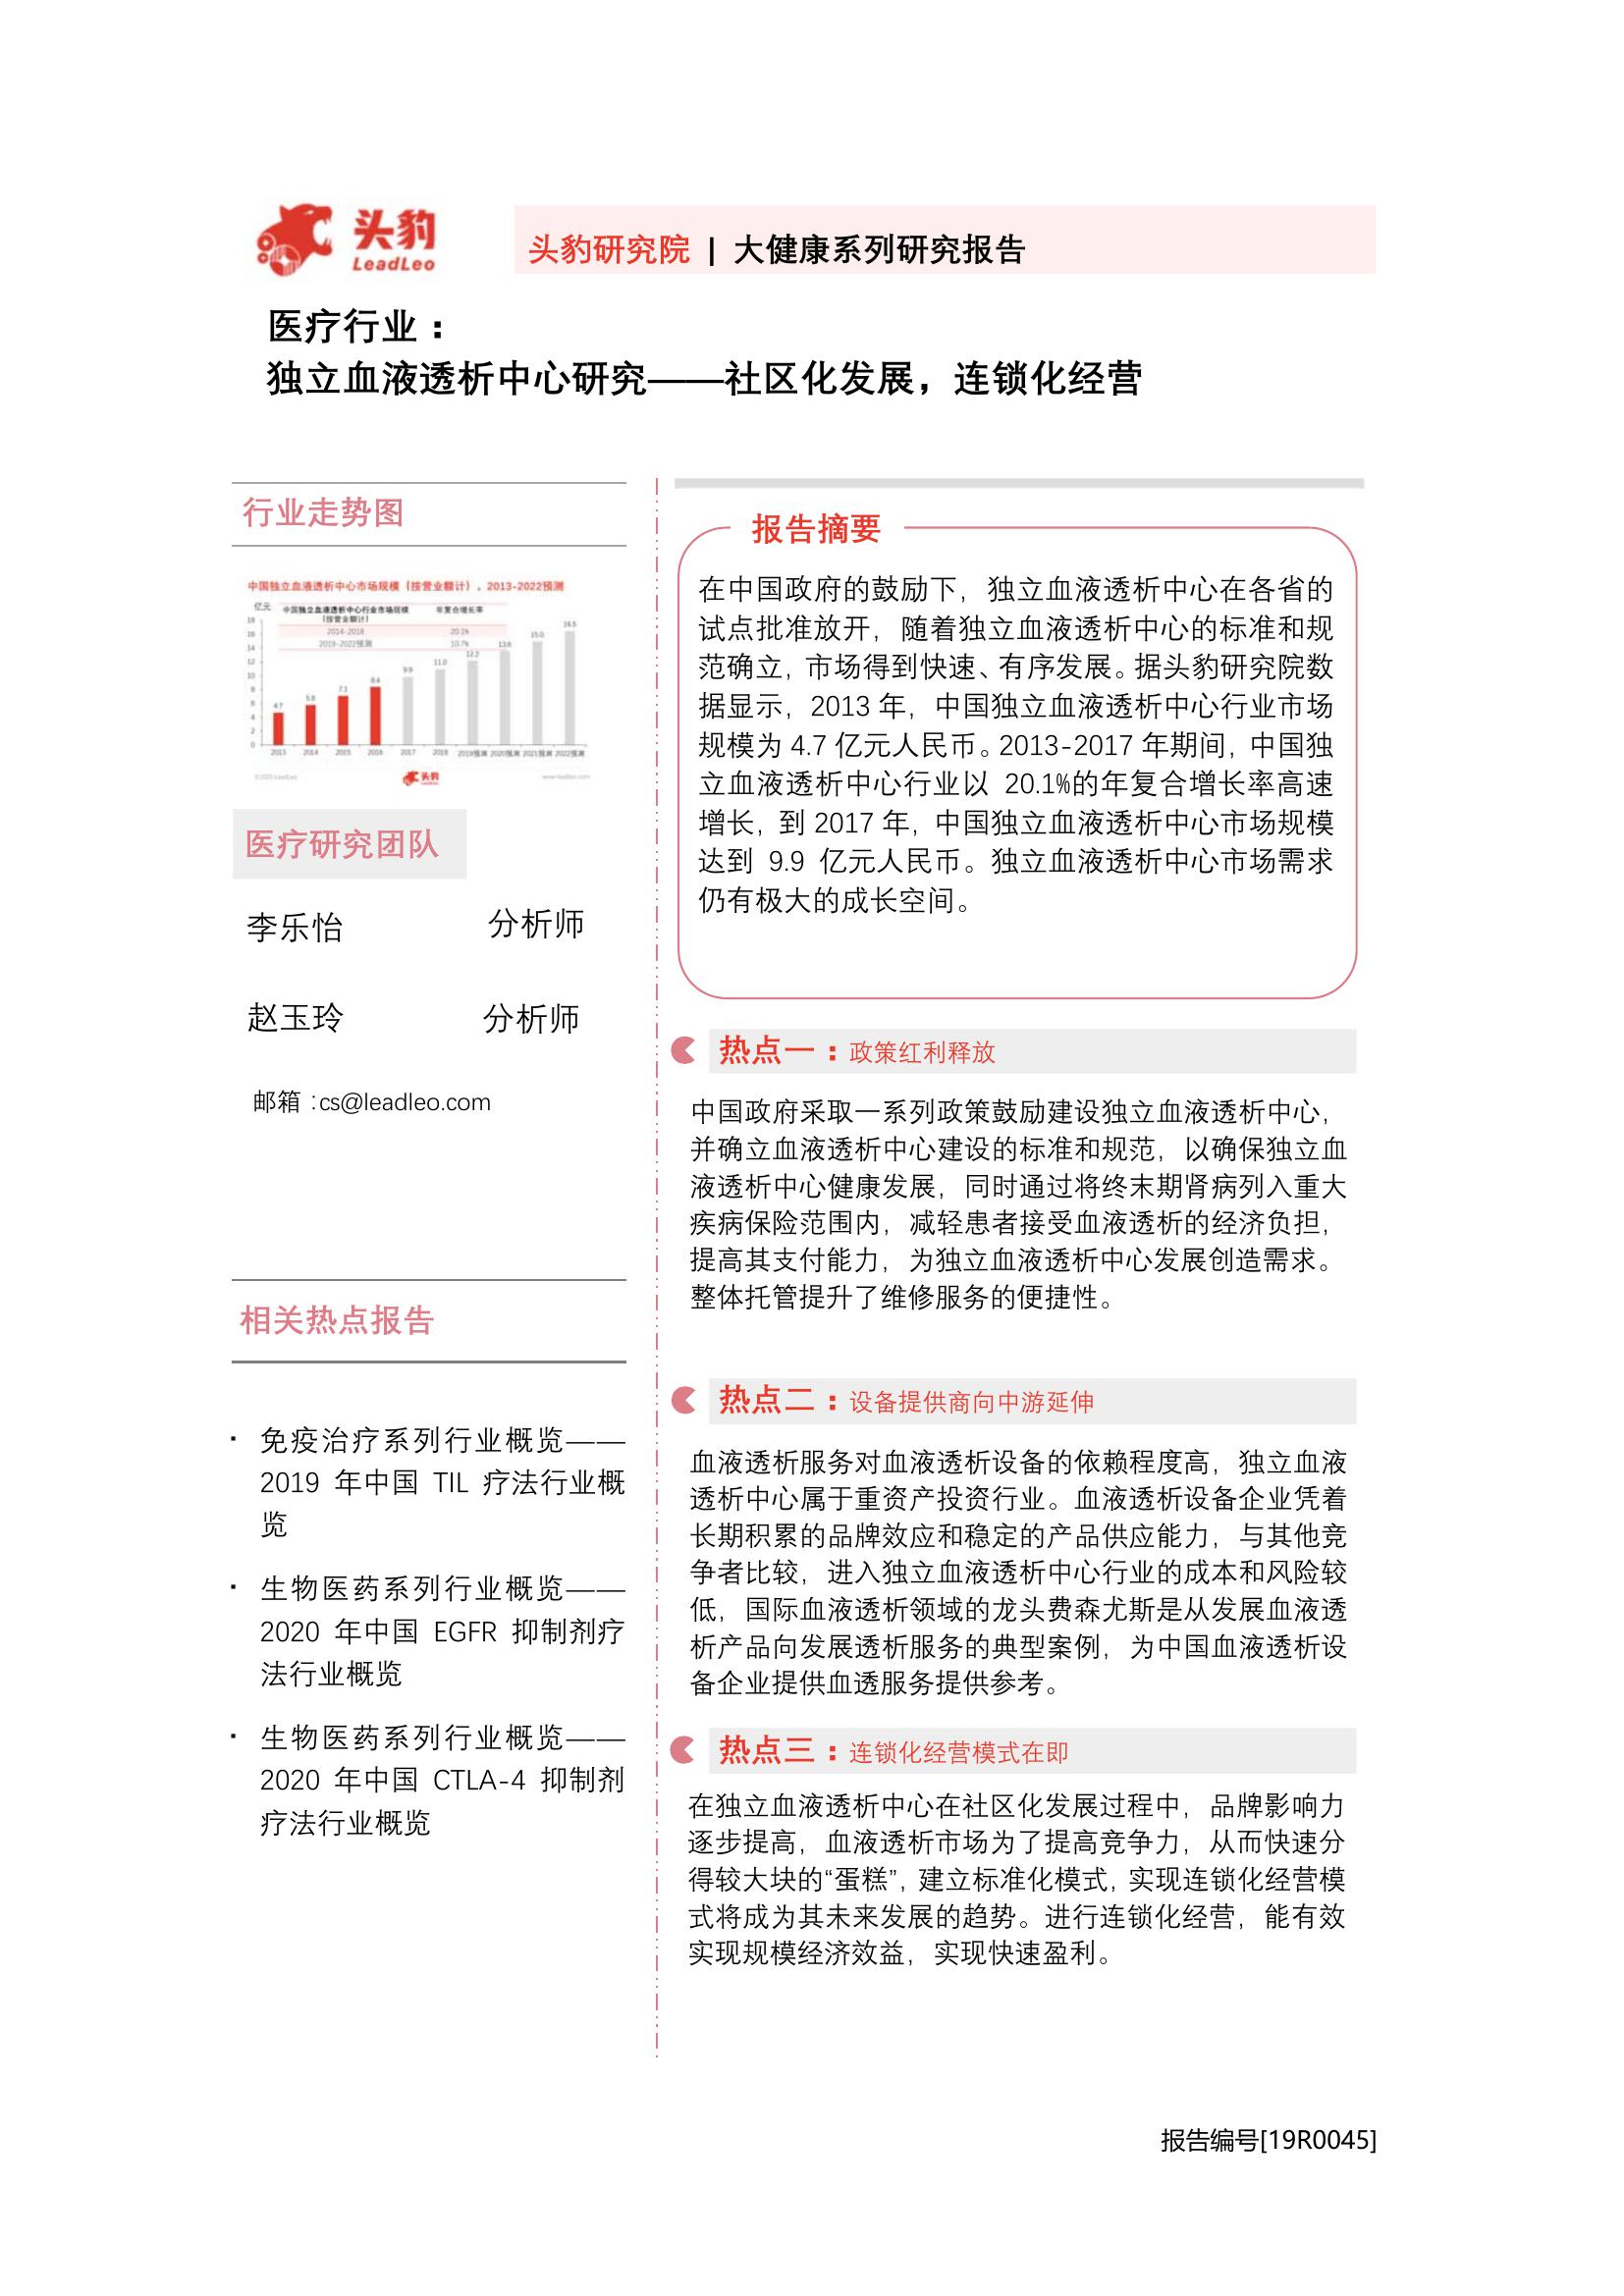 头豹
LeadLeo
头豹研究院 | 大健康系列研究报告
医疗行业：
独立血液透析中心研究——社区化发展，连锁化经营
行业走势图
中国独立血液透析中心市场规模（按营业额计），2013-2022预测
亿元
中国独立血液透析中心行业市场规模
（按营业额计）
年复合增长率
2014-2018 20.1%
2019-2022预测 10.7%
18
16
14
12
10
8
6
4
2
0
4.7 5.8 7.1 8.4 9.9 11.0 12.2 13.6 15.0 16.5
2013 2014 2015 2016 2017 2018 2019预测 2020预测 2021预测 2022预测
©2020 LeadLeo
头豹
LeadLeo
www.leadleo.com
医疗研究团队
李乐怡 分析师
赵玉玲 分析师
邮箱：cs@leadleo.com
相关热点报告
· 免疫治疗系列行业概览——
2019 年中国 TIL 疗法行业概
览
· 生物医药系列行业概览——
2020 年中国 EGFR 抑制剂疗
法行业概览
· 生物医药系列行业概览——
2020 年中国 CTLA-4 抑制剂
疗法行业概览
报告摘要
在中国政府的鼓励下，独立血液透析中心在各省的
试点批准放开，随着独立血液透析中心的标准和规
范确立，市场得到快速、有序发展。据头豹研究院数
据显示，2013 年，中国独立血液透析中心行业市场
规模为 4.7 亿元人民币。2013-2017 年期间，中国独
立血液透析中心行业以 20.1%的年复合增长率高速
增长，到 2017 年，中国独立血液透析中心市场规模
达到 9.9 亿元人民币。独立血液透析中心市场需求
仍有极大的成长空间。
热点一：政策红利释放
中国政府采取一系列政策鼓励建设独立血液透析中心，
并确立血液透析中心建设的标准和规范，以确保独立血
液透析中心健康发展，同时通过将终末期肾病列入重大
疾病保险范围内，减轻患者接受血液透析的经济负担，
提高其支付能力，为独立血液透析中心发展创造需求。
整体托管提升了维修服务的便捷性。
热点二：设备提供商向中游延伸
血液透析服务对血液透析设备的依赖程度高，独立血液
透析中心属于重资产投资行业。血液透析设备企业凭着
长期积累的品牌效应和稳定的产品供应能力，与其他竞
争者比较，进入独立血液透析中心行业的成本和风险较
低，国际血液透析领域的龙头费森尤斯是从发展血液透
析产品向发展透析服务的典型案例，为中国血液透析设
备企业提供血透服务提供参考。
热点三：连锁化经营模式在即
在独立血液透析中心在社区化发展过程中，品牌影响力
逐步提高，血液透析市场为了提高竞争力，从而快速分
得较大块的“蛋糕”，建立标准化模式，实现连锁化经营模
式将成为其未来发展的趋势。进行连锁化经营，能有效
实现规模经济效益，实现快速盈利。
报告编号[19R0045]